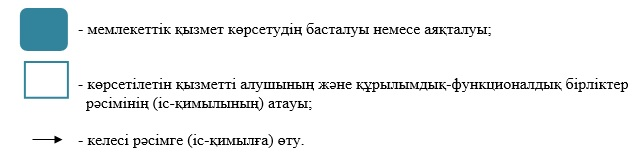 - мемлекеттік қызмет көрсетудің басталуы немесе аяқталуы;
- көрсетілетін қызметті алушының және құрылымдық-функционалдық бірліктер
рәсімінің (іс-қимылының) атауы;
- келесі рәсімге (іс-қимылға) өту.